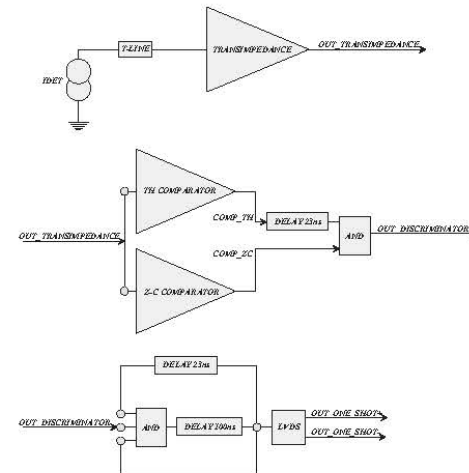 T-LINE
TRANSIMPEDANCE
OUT_TRANSIMPEDANCE
IDET
TH COMPARATOR
COMP_TH
DELAY 23ns
OUT_TRANSIMPEDANCE
AND
OUT_DISCRIMINATOR
COMP_ZC
Z-C COMPARATOR
DELAY 23ns
OUT_DISCRIMINATOR
AND
DELAY 100ns
LVDS
OUT_ONE_SHOT+
OUT_ONE_SHOT-